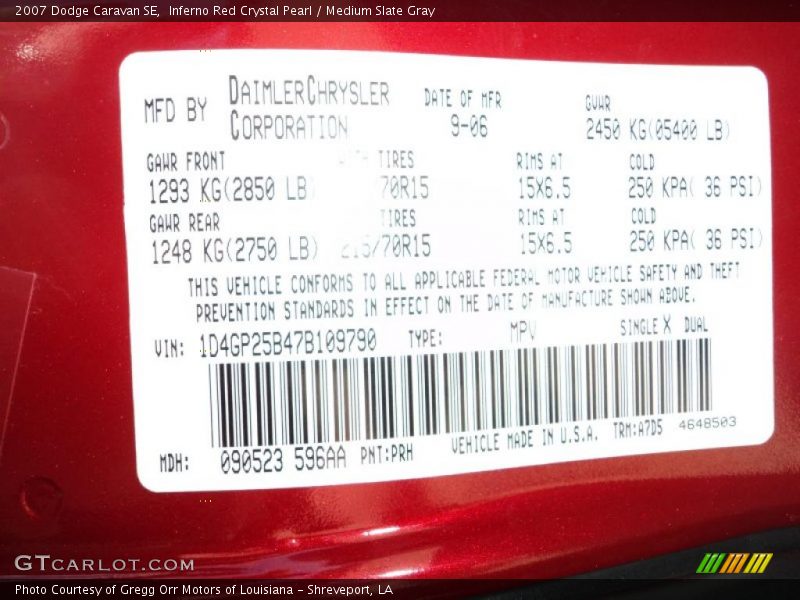 2007 Dodge Caravan SE,  Inferno Red Crystal Pearl / Medium Slate Gray
MFD BY DAIMLERCHRYSLER CORPORATION DATE OF MFR 9-06 GVWR 2450 KG(05400 LB)
GAWR FRONT TIRES RIMS AT COLD
1293 KG(2850 LB) /70R15 15X6.5 250 KPA( 36 PSI)
GAWR REAR TIRES RIMS AT COLD
1248 KG(2750 LB) 215/70R15 15X6.5 250 KPA( 36 PSI)
THIS VEHICLE CONFORMS TO ALL APPLICABLE FEDERAL MOTOR VEHICLE SAFETY AND THEFT
PREVENTION STANDARDS IN EFFECT ON THE DATE OF MANUFACTURE SHOWN ABOVE.
VIN: 1D4GP25B47B109790 TYPE: MPV SINGLE X DUAL
MDH: 090523 596AA PNT:PRH VEHICLE MADE IN U.S.A. TRM:A7D5 4648503
GTCARLOT.COM
Photo Courtesy of Gregg Orr Motors of Louisiana - Shreveport, LA